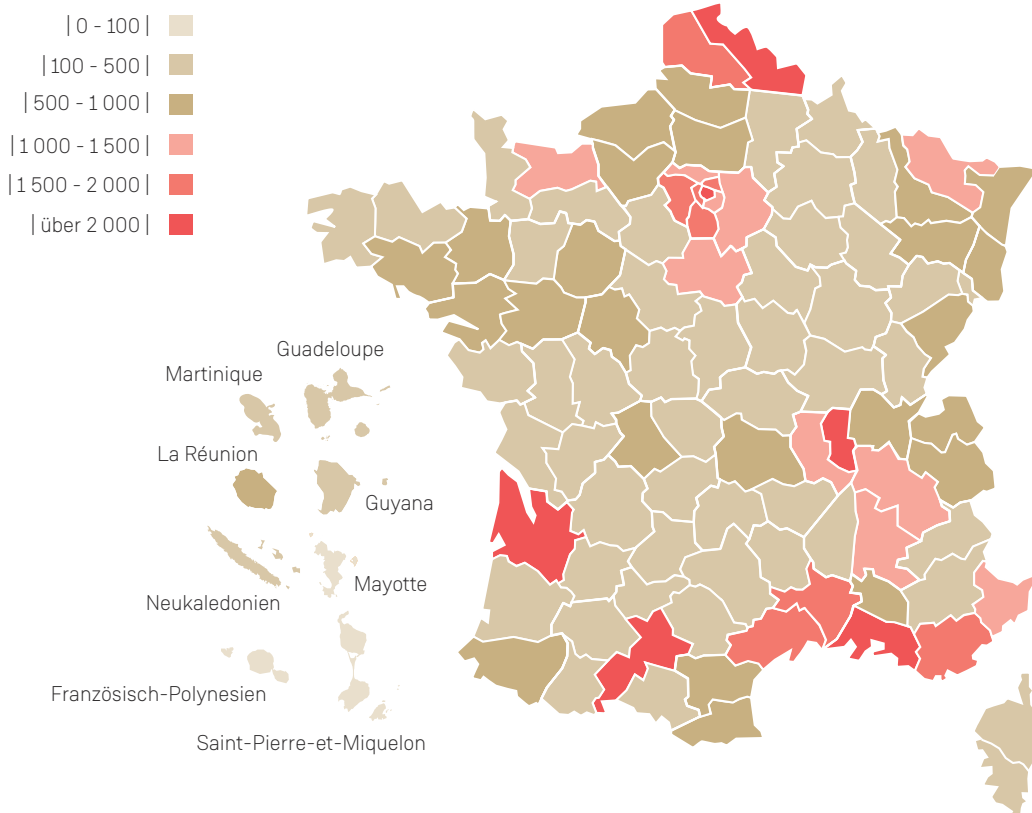 | 0 - 100 |
| 100 - 500 |
| 500 - 1 000 |
| 1 000 - 1 500 |
| 1 500 - 2 000 |
| über 2 000 |
Guadeloupe
Martinique
La Réunion
Guyana
Mayotte
Neukaledonien
Französisch-Polynesien
Saint-Pierre-et-Miquelon